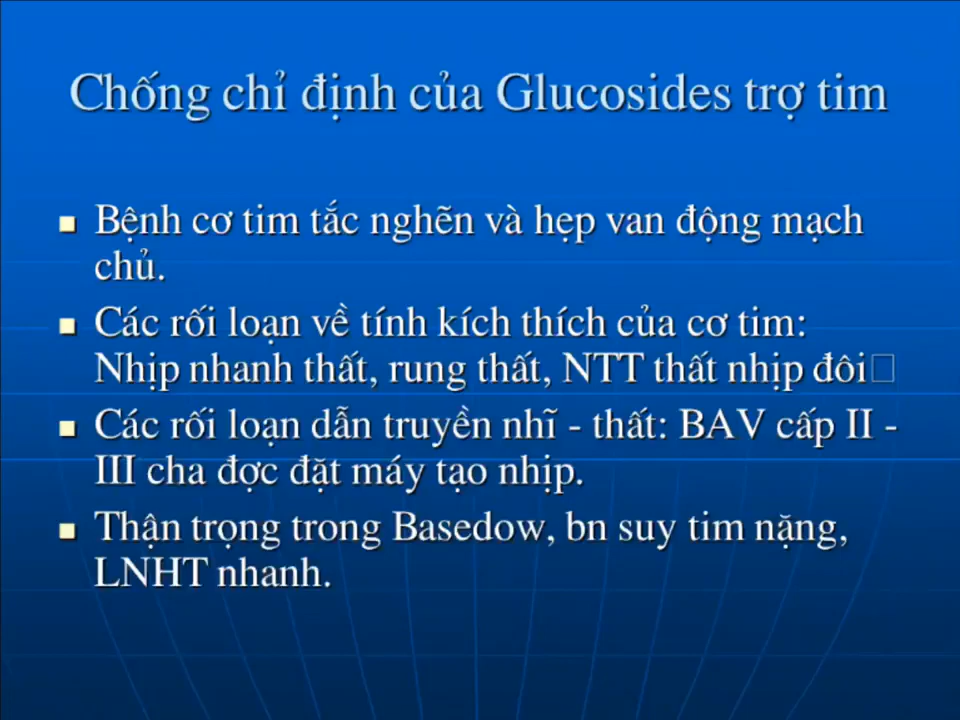 Chống chỉ định của Glucosides trợ tim
Bệnh cơ tim tắc nghẽn và hẹp van động mạch
chủ.
Các rối loạn về tính kích thích của cơ tim:
Nhịp nhanh thất, rung thất, NTT thất nhịp đôi
Các rối loạn dẫn truyền nhĩ - thất: BAV cấp II -
III cha đợc đặt máy tạo nhịp.
Thận trọng trong Basedow, bn suy tim nặng,
LNHT nhanh.